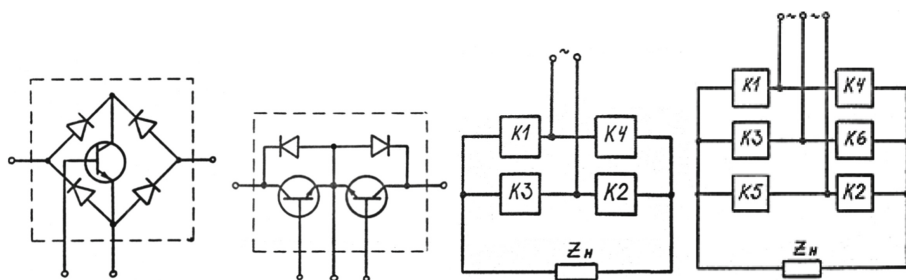 ~
K1 K4
K3 K2
Zн
~ ~
K1 K4
K3 K6
K5 K2
Zн